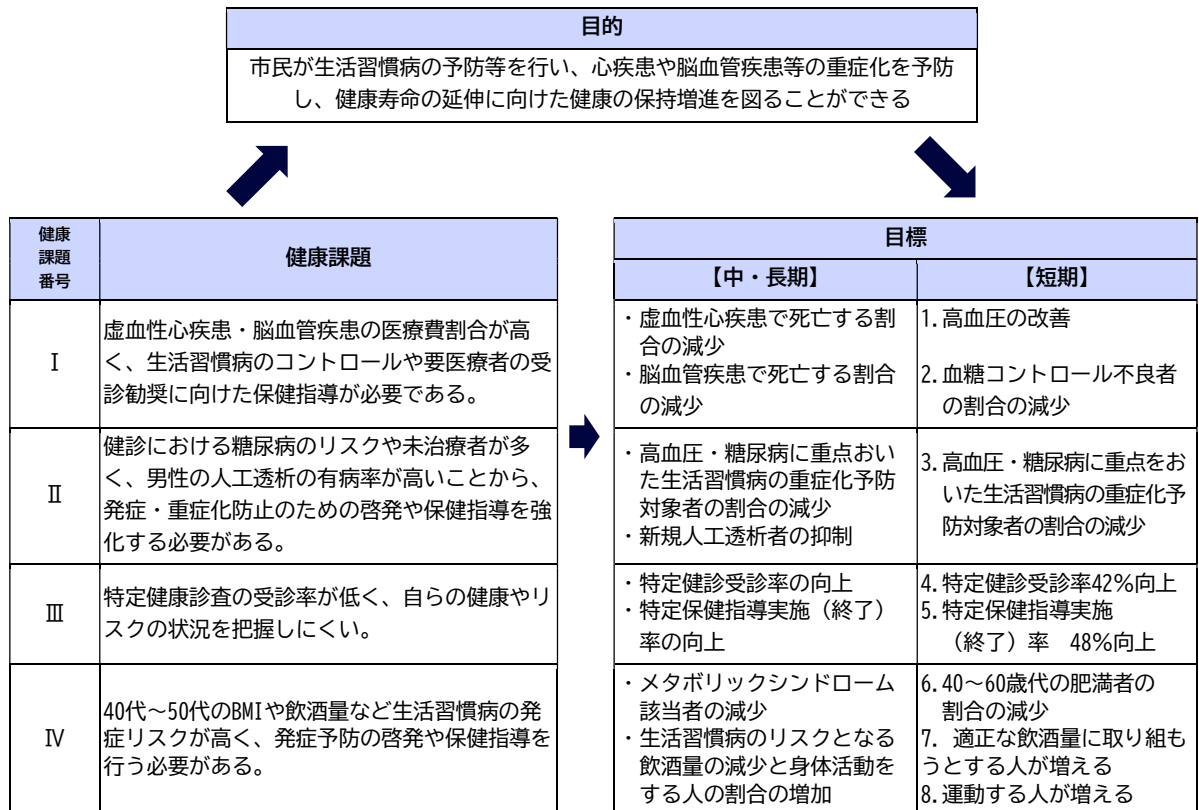 目的
市民が生活習慣病の予防等を行い、心疾患や脳血管疾患等の重症化を予防
し、健康寿命の延伸に向けた健康の保持増進を図ることができる
健康
課題
番号
健康課題
Ⅰ
虚血性心疾患・脳血管疾患の医療費割合が高
く、生活習慣病のコントロールや要医療者の受
診勧奨に向けた保健指導が必要である。
Ⅱ
健診における糖尿病のリスクや未治療者が多
く、男性の人工透析の有病率が高いことから、
発症・重症化防止のための啓発や保健指導を強
化する必要がある。
Ⅲ
特定健康診査の受診率が低く、自らの健康やリ
スクの状況を把握しにくい。
Ⅳ
40代～50代のBMIや飲酒量など生活習慣病の発
症リスクが高く、発症予防の啓発や保健指導を
行う必要がある。
目標
【中・長期】
【短期】
・虚血性心疾患で死亡する割
合の減少
・脳血管疾患で死亡する割合
の減少
1.高血圧の改善
2.血糖コントロール不良者
の割合の減少
・高血圧・糖尿病に重点おい
た生活習慣病の重症化予防
対象者の割合の減少
・新規人工透析者の抑制
3.高血圧・糖尿病に重点をお
いた生活習慣病の重症化予
防対象者の割合の減少
・特定健診受診率の向上
・特定保健指導実施（終了）
率の向上
4.特定健診受診率42%向上
5.特定保健指導実施
（終了）率　48%向上
・メタボリックシンドローム
該当者の減少
・生活習慣病のリスクとなる
飲酒量の減少と身体活動を
する人の割合の増加
6.40～60歳代の肥満者の
割合の減少
7. 適正な飲酒量に取り組も
うとする人が増える
8.運動する人が増える